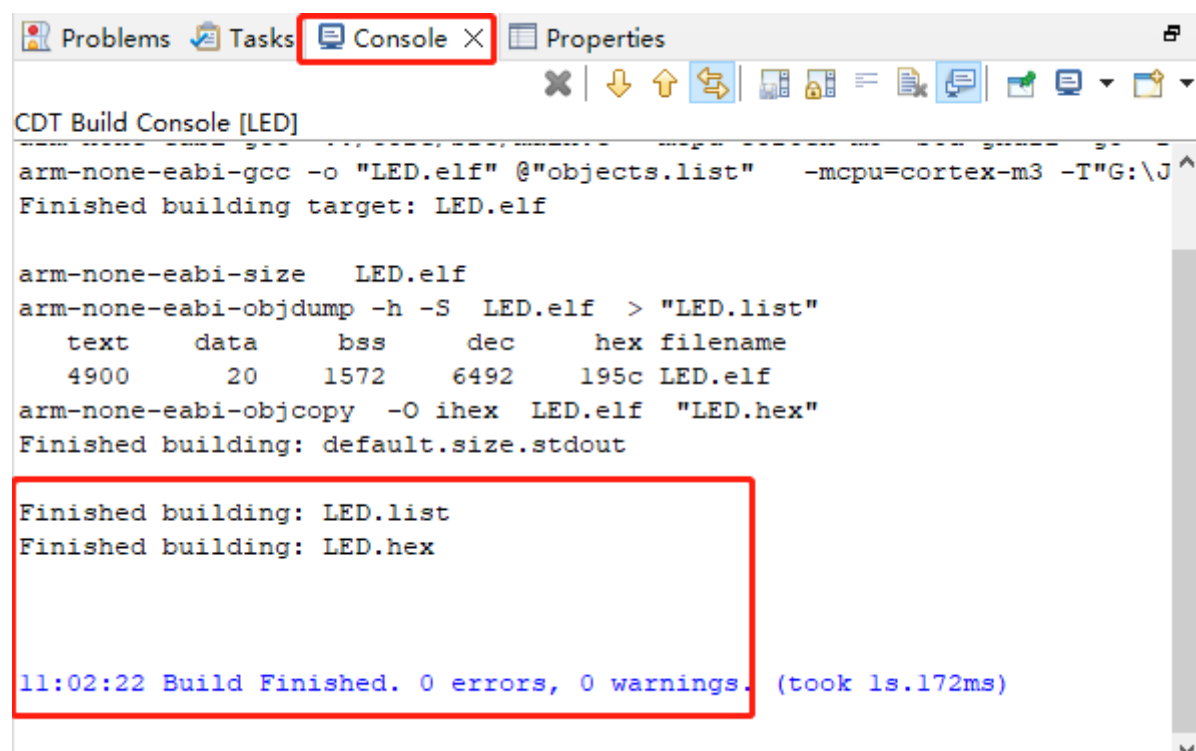 Problems Tasks Console Properties
CDT Build Console [LED]
arm-none-eabi-gcc -o "LED.elf" @"objects.list" -mcpu=cortex-m3 -T"G:\J
Finished building target: LED.elf
arm-none-eabi-size LED.elf
arm-none-eabi-objdump -h -S LED.elf > "LED.list"
text data bss dec hex filename
4900 20 1572 6492 195c LED.elf
arm-none-eabi-objcopy -O ihex LED.elf "LED.hex"
Finished building: default.size.stdout
Finished building: LED.list
Finished building: LED.hex
11:02:22 Build Finished. 0 errors, 0 warnings. (took 1s.172ms)